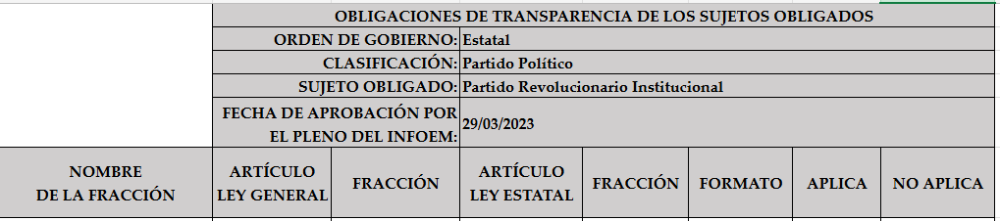 OBLIGACIONES DE TRANSPARENCIA DE LOS SUJETOS OBLIGADOS
ORDEN DE GOBIERNO: Estatal
CLASIFICACIÓN: Partido Político
SUJETO OBLIGADO: Partido Revolucionario Institucional
FECHA DE APROBACIÓN POR
EL PLENO DEL INFOEM: 29/03/2023
NOMBRE
DE LA FRACCIÓN
ARTÍCULO
LEY GENERAL
FRACCIÓN
ARTÍCULO
LEY ESTATAL
FRACCIÓN
FORMATO
APLICA
NO APLICA